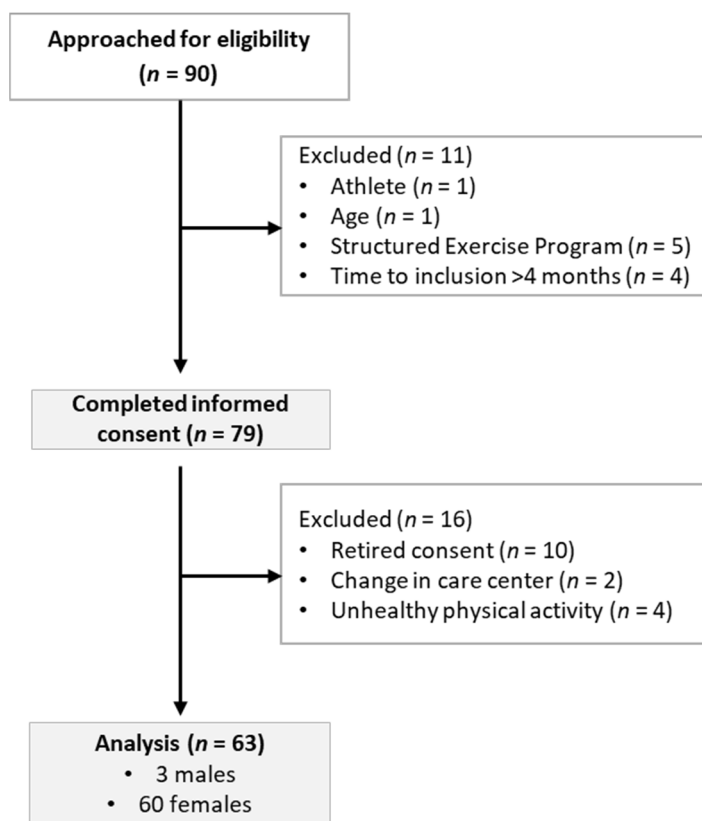 Approached for eligibility
(n = 90)
Excluded (n = 11)
• Athlete (n = 1)
• Age (n = 1)
• Structured Exercise Program (n = 5)
• Time to inclusion >4 months (n = 4)
Completed informed
consent (n = 79)
Excluded (n = 16)
• Retired consent (n = 10)
• Change in care center (n = 2)
• Unhealthy physical activity (n = 4)
Analysis (n = 63)
• 3 males
• 60 females